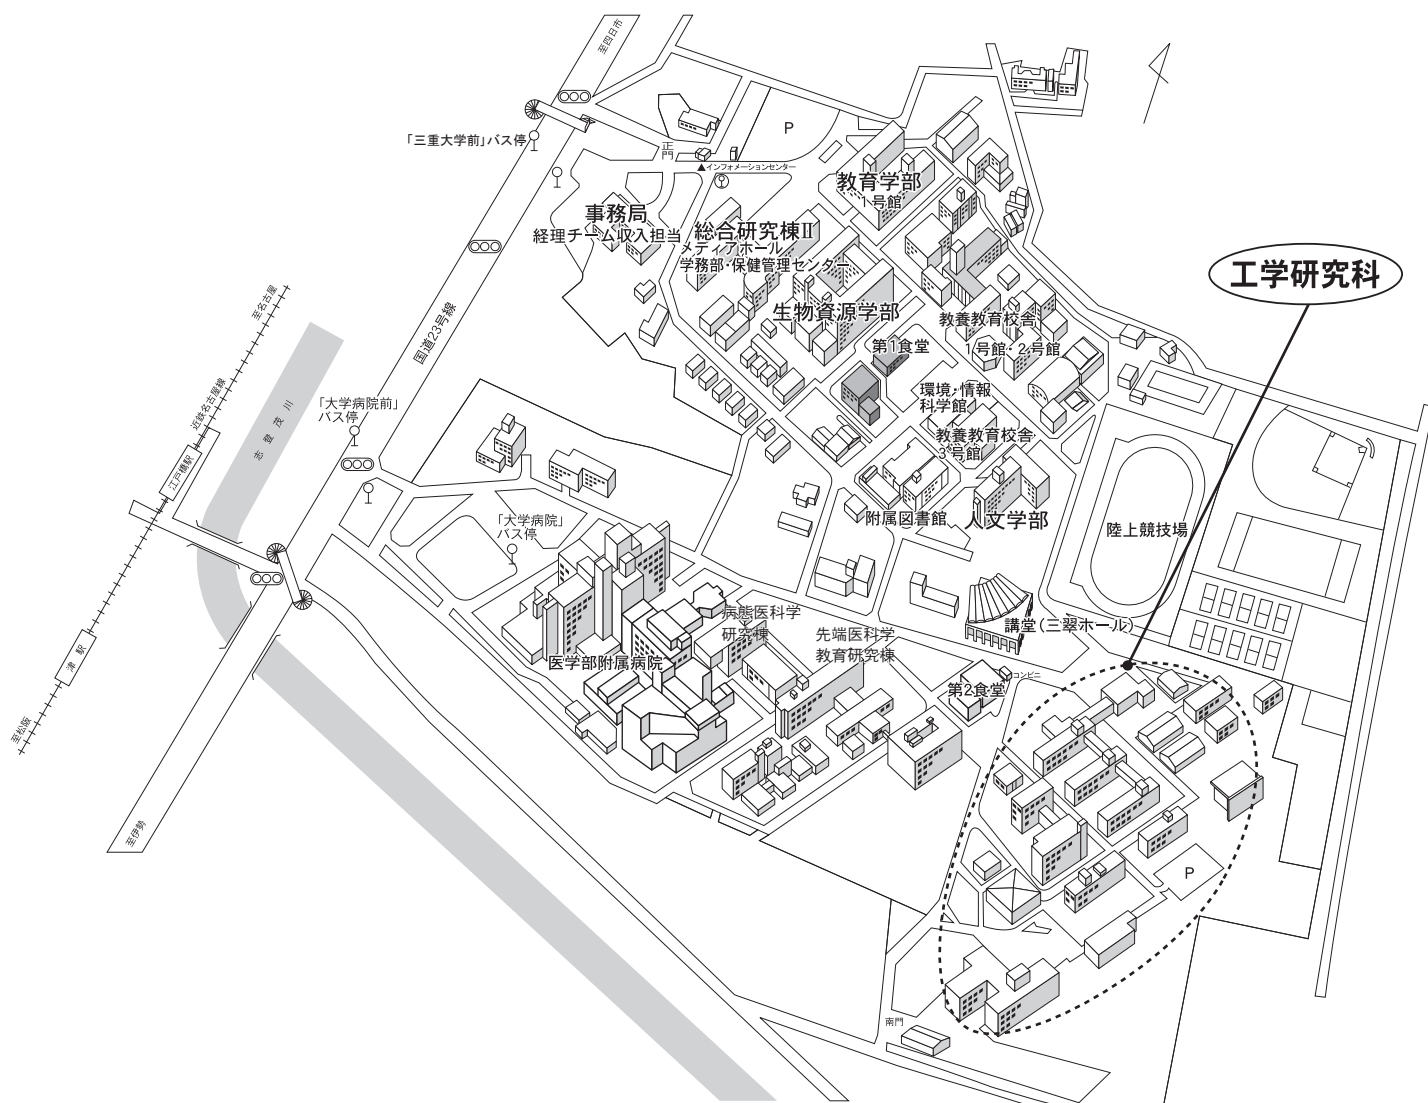 至四日市
「三重大学前」バス停
正門
▲インフォメーションセンター
P
教育学部
1号館
事務局
経理チーム収入担当
総合研究棟Ⅱ
メディアホール
学務部・保健管理センター
工学研究科
生物資源学部
教養教育校舎
1号館・2号館
第1食堂
至名古屋
国道23号線
近鉄名古屋線
志登茂川
「大学病院前」
バス停
環境・情報
科学館
教養教育校舎
3号館
江戸橋駅
「大学病院」
バス停
附属図書館
人文学部
陸上競技場
病態医科学
研究棟
先端医科学
教育研究棟
講堂（三翠ホール）
医学部附属病院
第2食堂
コンビニ
津駅
至松阪
至伊勢
P
南門